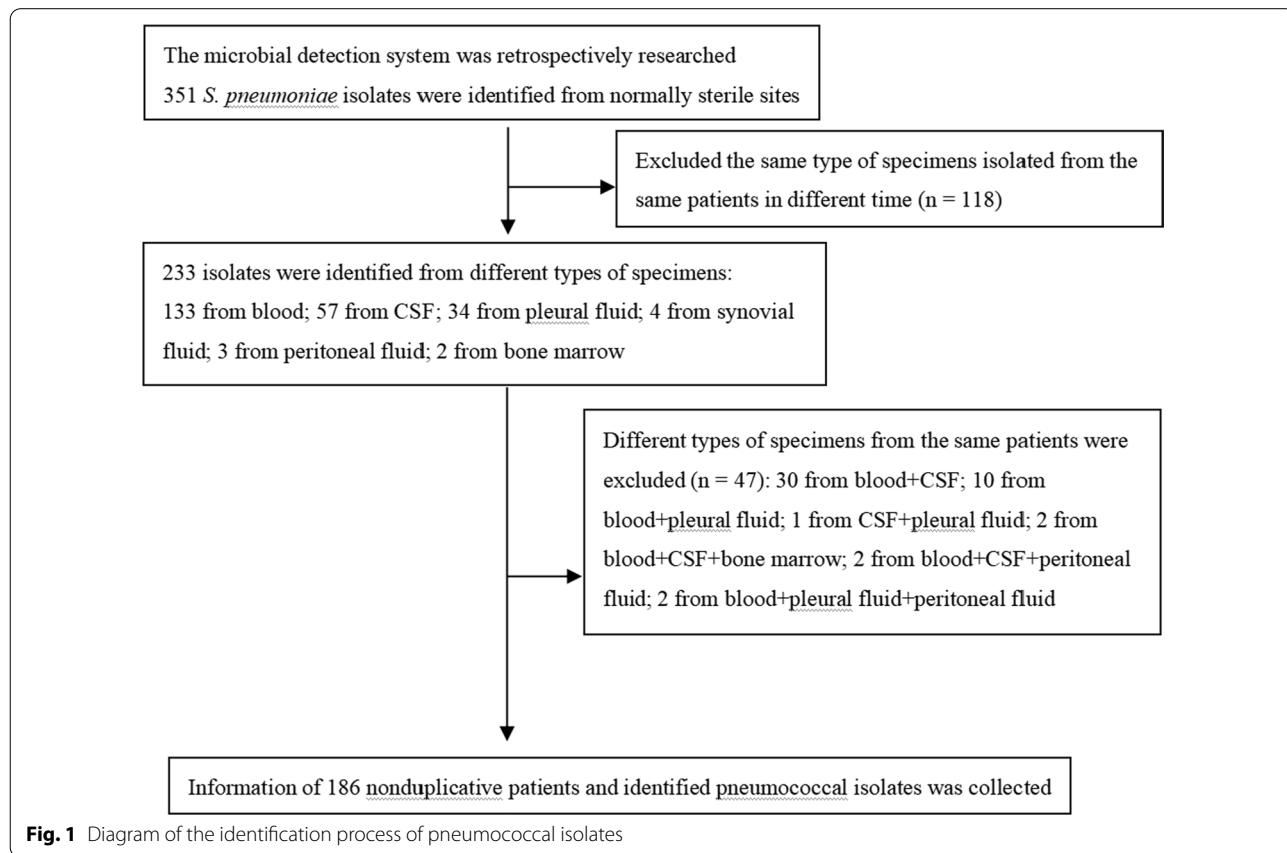 The microbial detection system was retrospectively researched
351 S. pneumoniae isolates were identified from normally sterile sites
Excluded the same type of specimens isolated from the
same patients in different time (n = 118)
233 isolates were identified from different types of specimens:
133 from blood; 57 from CSF; 34 from pleural fluid; 4 from synovial
fluid; 3 from peritoneal fluid; 2 from bone marrow
Different types of specimens from the same patients were
excluded (n = 47): 30 from blood+CSF; 10 from
blood+pleural fluid; 1 from CSF+pleural fluid; 2 from
blood+CSF+bone marrow; 2 from blood+CSF+peritoneal
fluid; 2 from blood+pleural fluid+peritoneal fluid
Information of 186 nonduplicative patients and identified pneumococcal isolates was collected
Fig. 1 Diagram of the identification process of pneumococcal isolates